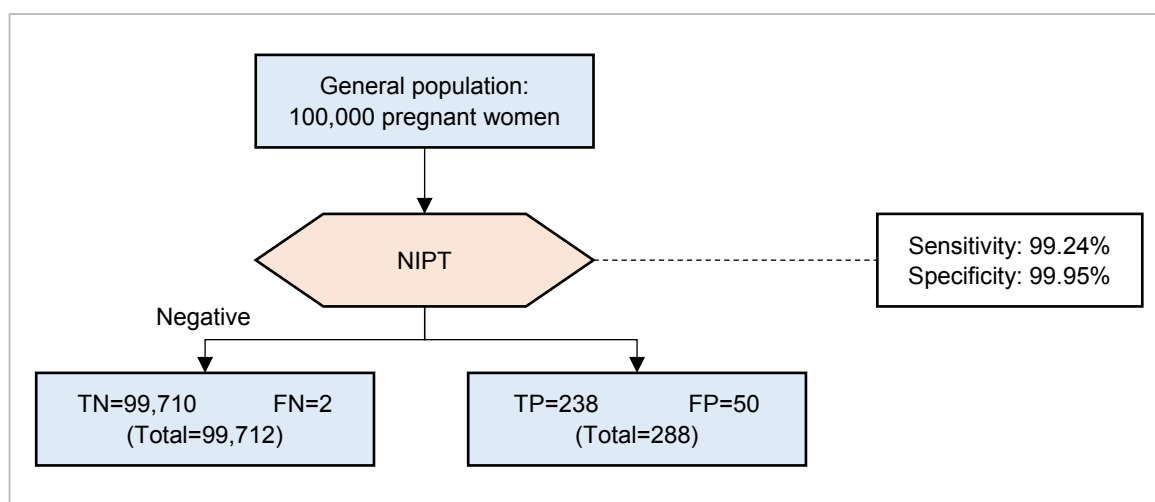 General population:
100,000 pregnant women
NIPT
Sensitivity: 99.24%
Specificity: 99.95%
Negative
TN=99,710 FN=2
(Total=99,712)
TP=238 FP=50
(Total=288)